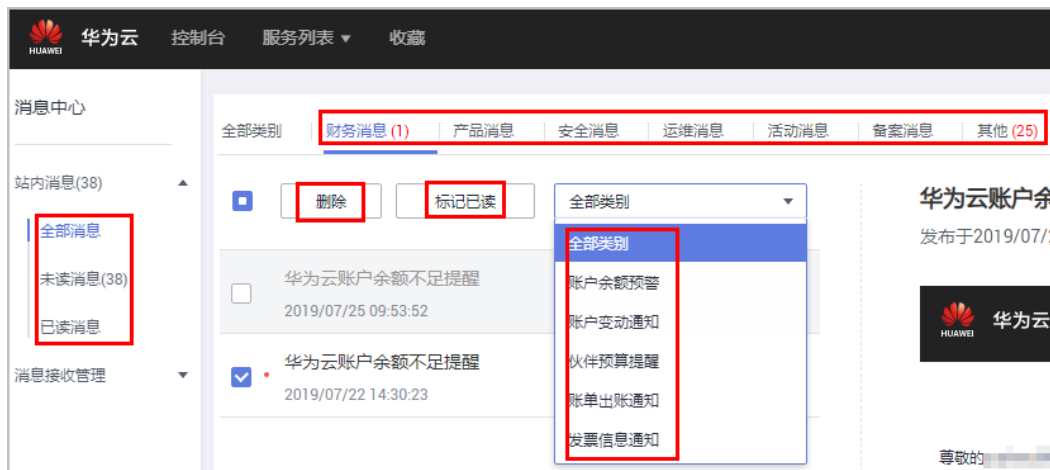 HUAWEI 华为云 控制台 服务列表 收藏
消息中心
站内消息(38)
全部消息
未读消息(38)
已读消息
消息接收管理
全部类别 财务消息 (1) 产品消息 安全消息 运维消息 活动消息 备案消息 其他 (25)
删除 标记已读 全部类别
全部类别
账户余额预警
账户变动通知
伙伴预算提醒
账单出账通知
发票信息通知
华为云账户余额不足提醒
2019/07/25 09:53:52
华为云账户余额不足提醒
2019/07/22 14:30:23
华为云账户余
发布于2019/07/
HUAWEI 华为云
尊敬的